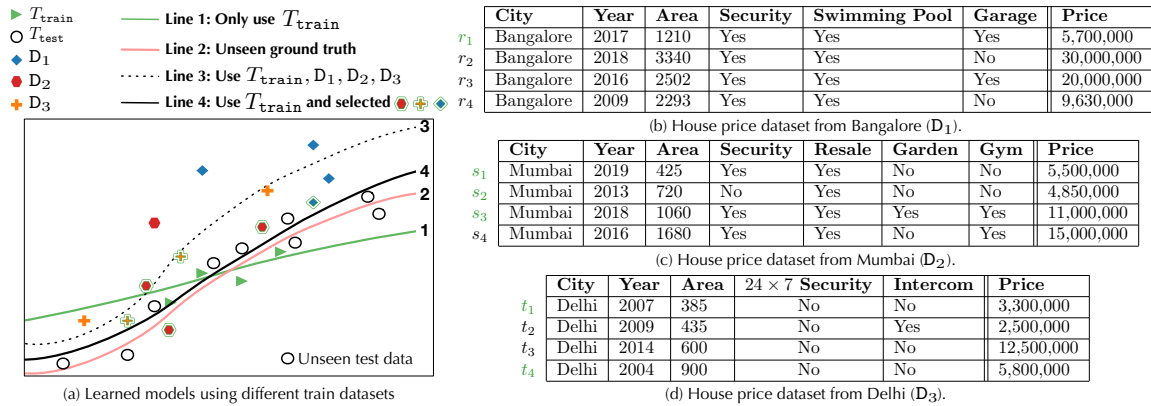 T_train
T_test
D₁
D₂
D₃
Line 1: Only use T_train
Line 2: Unseen ground truth
Line 3: Use T_train, D₁, D₂, D₃
Line 4: Use T_train and selected
3
4
2
1
Unseen test data
(a) Learned models using different train datasets
City Year Area Security Swimming Pool Garage Price
r₁ Bangalore 2017 1210 Yes Yes Yes 5,700,000
r₂ Bangalore 2018 3340 Yes Yes No 30,000,000
r₃ Bangalore 2016 2502 Yes Yes Yes 20,000,000
r₄ Bangalore 2009 2293 Yes Yes No 9,630,000
(b) House price dataset from Bangalore (D₁).
City Year Area Security Resale Garden Gym Price
s₁ Mumbai 2019 425 Yes Yes No No 5,500,000
s₂ Mumbai 2013 720 No Yes No No 4,850,000
s₃ Mumbai 2018 1060 Yes Yes Yes Yes 11,000,000
s₄ Mumbai 2016 1680 Yes Yes No Yes 15,000,000
(c) House price dataset from Mumbai (D₂).
City Year Area 24 × 7 Security Intercom Price
t₁ Delhi 2007 385 No No 3,300,000
t₂ Delhi 2009 435 No Yes 2,500,000
t₃ Delhi 2014 600 No No 12,500,000
t₄ Delhi 2004 900 No No 5,800,000
(d) House price dataset from Delhi (D₃).